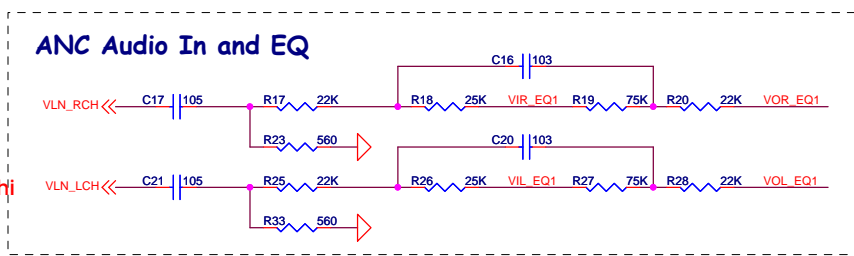 ANC Audio In and EQ
C16 103
VLN_RCH C17 105 R17 22K R18 25K VIR_EQ1 R19 75K R20 22K VOR_EQ1
R23 560
C20 103
hi VLN_LCH C21 105 R25 22K R26 25K VIL_EQ1 R27 75K R28 22K VOL_EQ1
R33 560